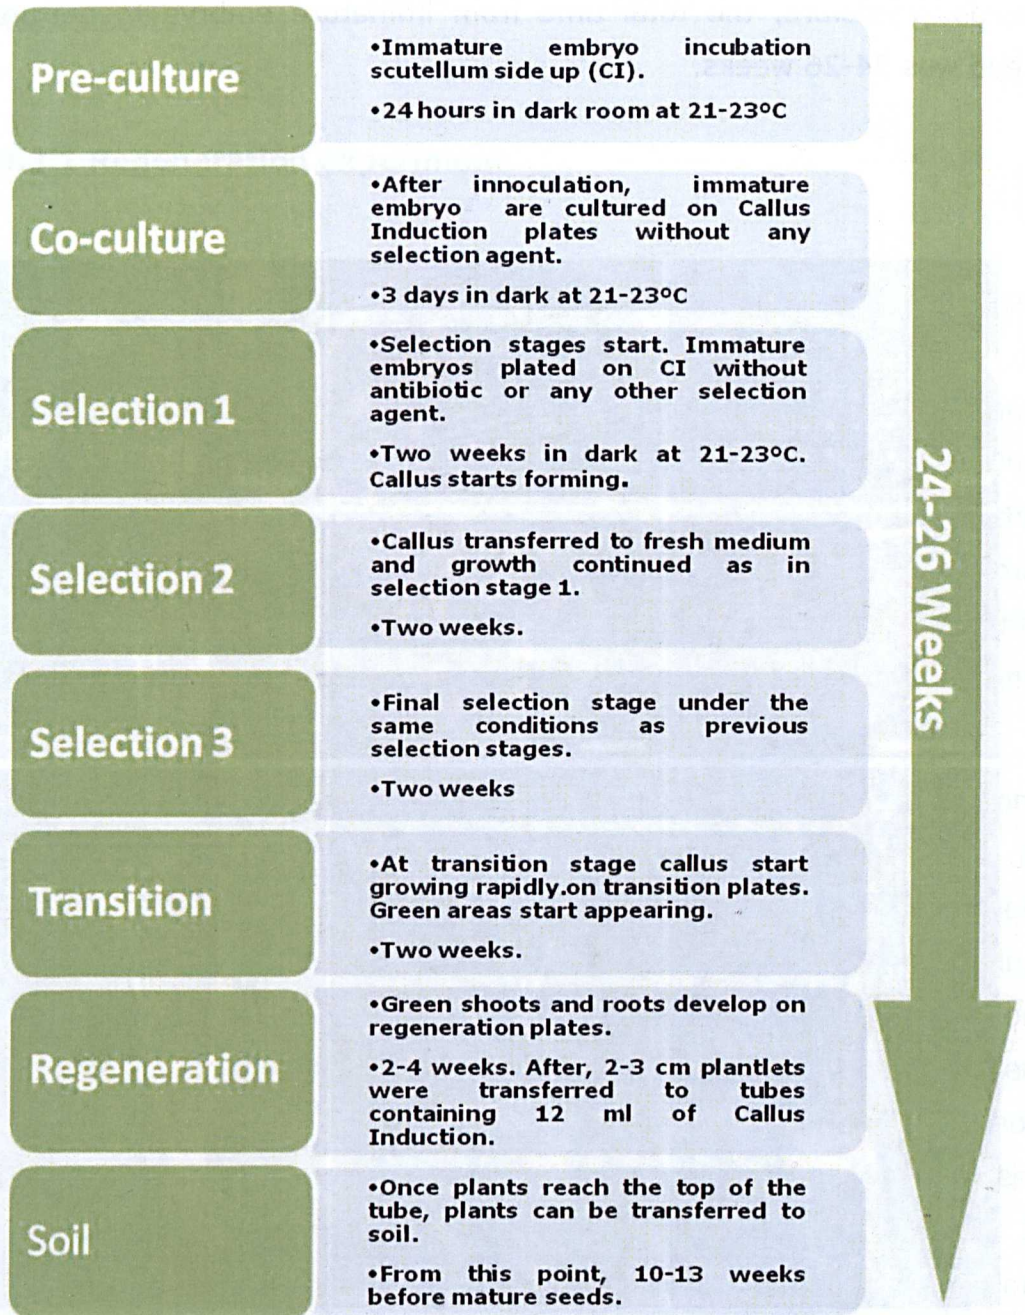 Pre-culture
•Immature embryo incubation
scutellum side up (CI).
•24 hours in dark room at 21-23ºC
Co-culture
•After innoculation, immature
embryo are cultured on Callus
Induction plates without any
selection agent.
•3 days in dark at 21-23ºC
Selection 1
•Selection stages start. Immature
embryos plated on CI without
antibiotic or any other selection
agent.
•Two weeks in dark at 21-23ºC.
Callus starts forming.
Selection 2
•Callus transferred to fresh medium
and growth continued as in
selection stage 1.
•Two weeks.
Selection 3
•Final selection stage under the
same conditions as previous
selection stages.
•Two weeks
Transition
•At transition stage callus start
growing rapidly.on transition plates.
Green areas start appearing.
•Two weeks.
Regeneration
•Green shoots and roots develop on
regeneration plates.
•2-4 weeks. After, 2-3 cm plantlets
were transferred to tubes
containing 12 ml of Callus
Induction.
Soil
•Once plants reach the top of the
tube, plants can be transferred to
soil.
•From this point, 10-13 weeks
before mature seeds.
24-26 Weeks